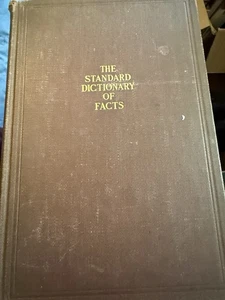 THE
STANDARD
DICTIONARY
OF
FACTS